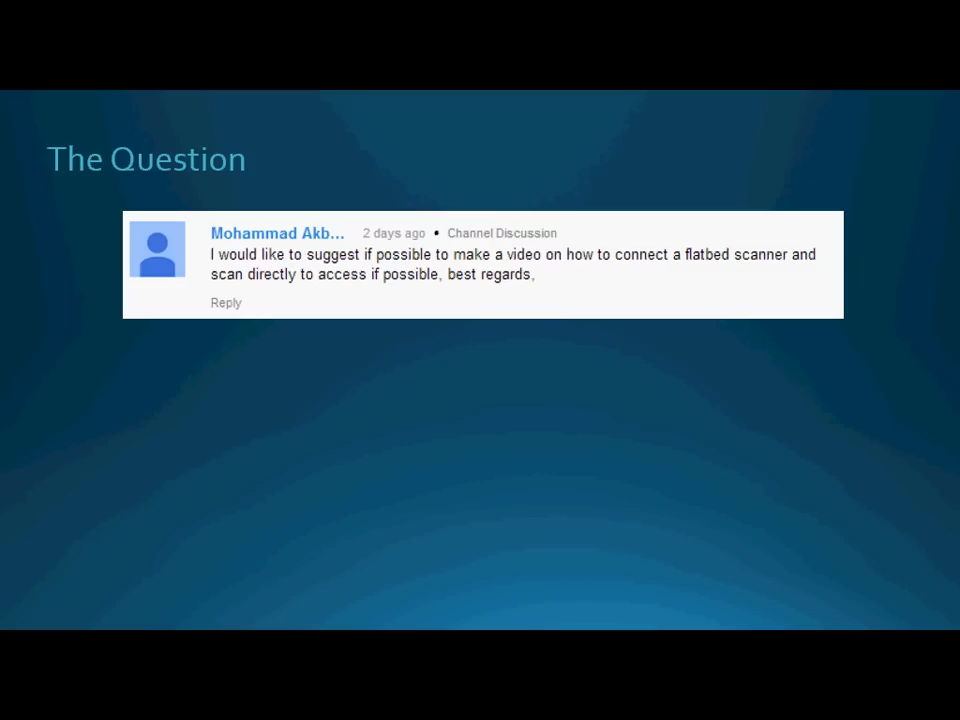 The Question
Mohammad Akb... 2 days ago • Channel Discussion
I would like to suggest if possible to make a video on how to connect a flatbed scanner and
scan directly to access if possible, best regards,
Reply